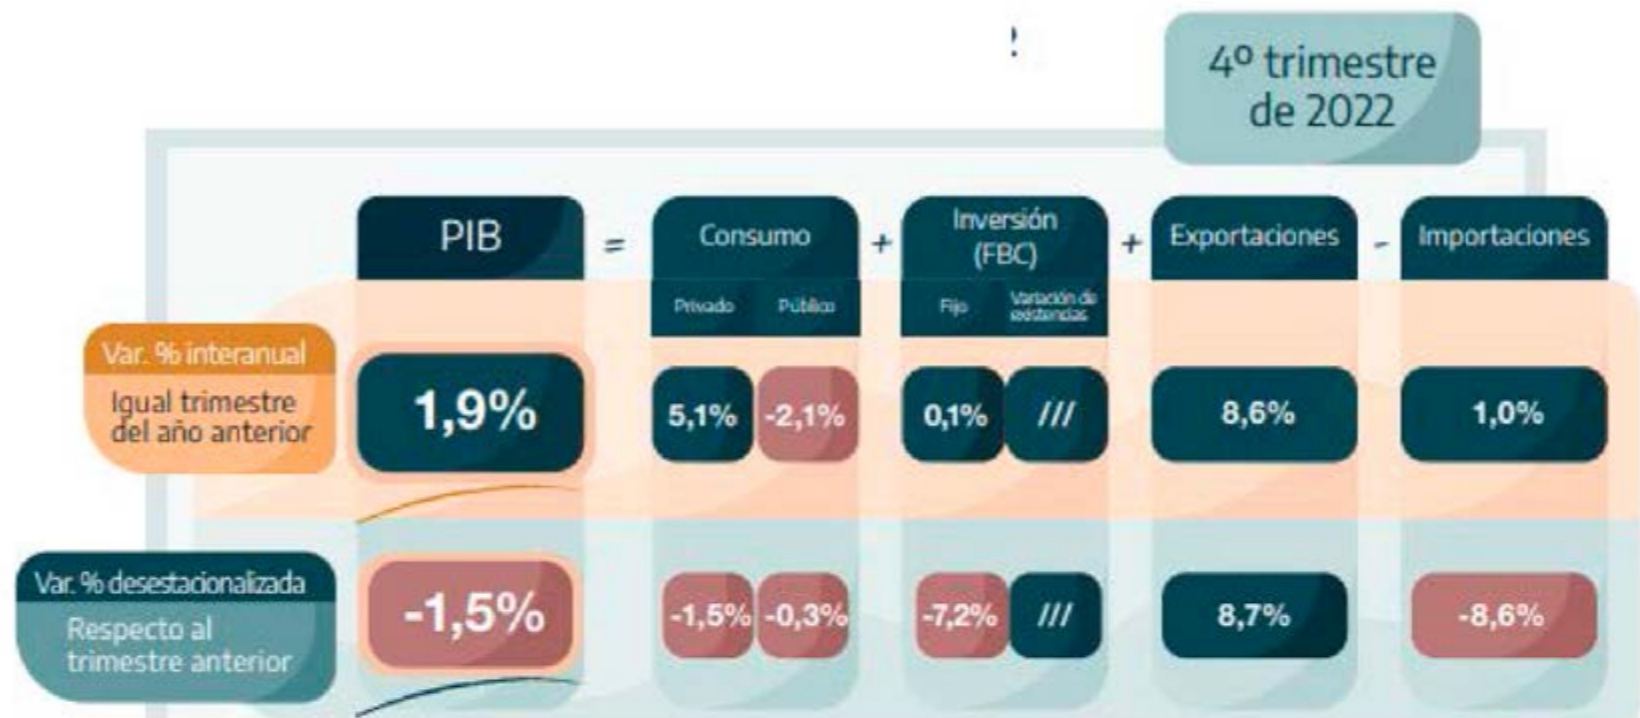 4º trimestre
de 2022
PIB = Consumo + Inversión (FBC) + Exportaciones - Importaciones
Privado Público Fijo Variación de existencias
Var. % interanual
Igual trimestre
del año anterior
1,9% 5,1% -2,1% 0,1% /// 8,6% 1,0%
Var. % desestacionalizada
Respecto al
trimestre anterior
-1,5% -1,5% -0,3% -7,2% /// 8,7% -8,6%